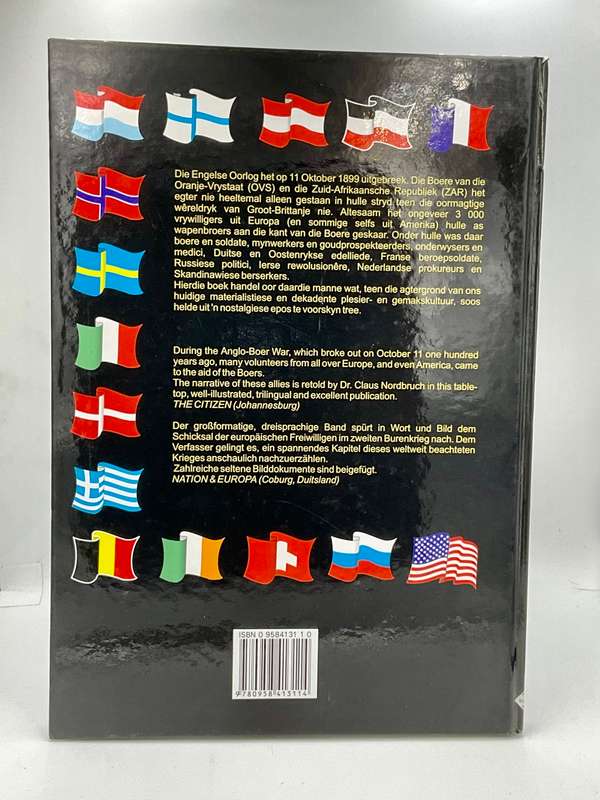 Die Engelse Oorlog het op 11 Oktober 1899 uitgebreek. Die Boere van die
Oranje-Vrystaat (OVS) en die Zuid-Afrikaansche Republiek (ZAR) het
egter nie heeltemal alleen gestaan in hulle stryd teen die oormagtige
wêreldryk van Groot-Brittanje nie. Altesaam het ongeveer 3 000
vrywilligers uit Europa (en sommige selfs uit Amerika) hulle as
wapenbroers aan die kant van die Boere geskaar. Onder hulle was daar
boere en soldate, mynwerkers en goudprospekteerders, onderwysers en
medici, Duitse en Oostenrykse edelliede, Franse beroepsoldate,
Russiese politici, Ierse rewolusionêre, Nederlandse prokureurs en
Skandinawiese berserkers.
Hierdie boek handel oor daardie manne wat, teen die agtergrond van ons
huidige materialistiese en dekadente plesier- en gemakskultuur, soos
helde uit 'n nostalgiese epos te voorskyn tree.
During the Anglo-Boer War, which broke out on October 11 one hundred
years ago, many volunteers from all over Europe, and even America, came
to the aid of the Boers.
The narrative of these allies is retold by Dr. Claus Nordbruch in this table-
top, well-illustrated, trilingual and excellent publication.
THE CITIZEN (Johannesburg)
Der großformatige, dreisprachige Band spürt in Wort und Bild dem
Schicksal der europäischen Freiwilligen im zweiten Burenkrieg nach. Dem
Verfasser gelingt es, ein spannendes Kapitel dieses weltweit beachteten
Krieges anschaulich nachzuerzählen.
Zahlreiche seltene Bilddokumente sind beigefügt.
NATION & EUROPA (Coburg, Duitsland)
ISBN 0 9584131 1 0
9 780958 413114